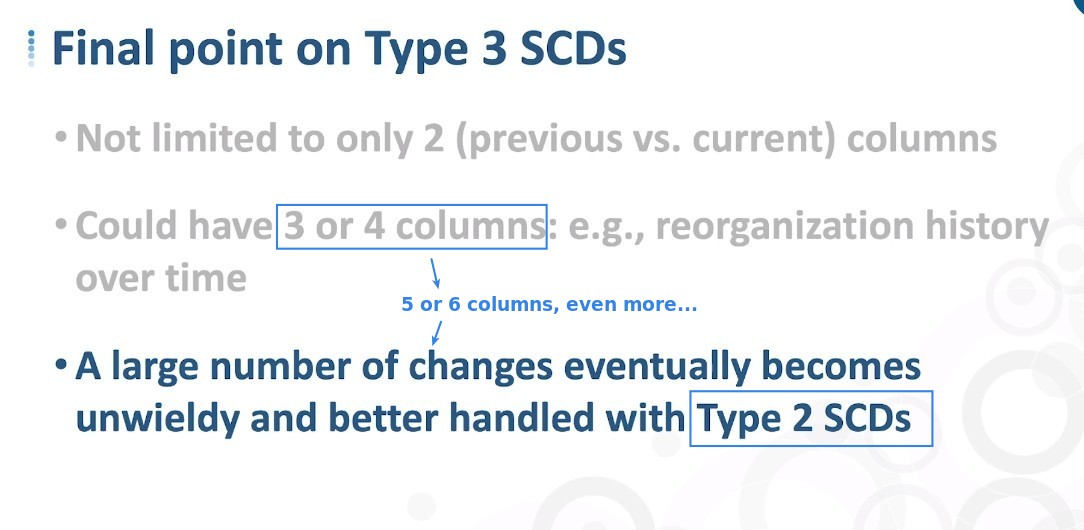 Final point on Type 3 SCDs
• Not limited to only 2 (previous vs. current) columns
• Could have 3 or 4 columns: e.g., reorganization history
over time
5 or 6 columns, even more...
• A large number of changes eventually becomes
unwieldy and better handled with Type 2 SCDs